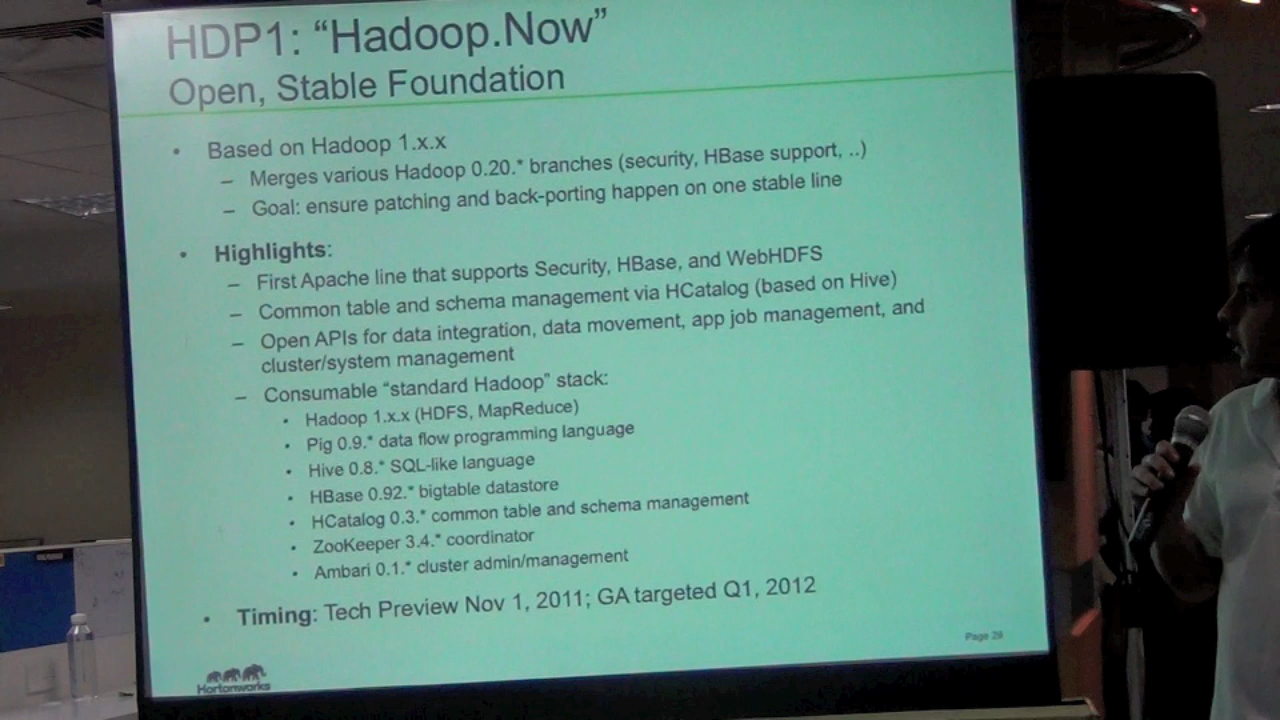 HDP1: “Hadoop.Now”
Open, Stable Foundation
• Based on Hadoop 1.x.x
– Merges various Hadoop 0.20.* branches (security, HBase support, ..)
– Goal: ensure patching and back-porting happen on one stable line
• Highlights:
– First Apache line that supports Security, HBase, and WebHDFS
– Common table and schema management via HCatalog (based on Hive)
– Open APIs for data integration, data movement, app job management, and
cluster/system management
– Consumable “standard Hadoop” stack:
• Hadoop 1.x.x (HDFS, MapReduce)
• Pig 0.9.* data flow programming language
• Hive 0.8.* SQL-like language
• HBase 0.92.* bigtable datastore
• HCatalog 0.3.* common table and schema management
• ZooKeeper 3.4.* coordinator
• Ambari 0.1.* cluster admin/management
• Timing: Tech Preview Nov 1, 2011; GA targeted Q1, 2012
Page 29
Hortonworks